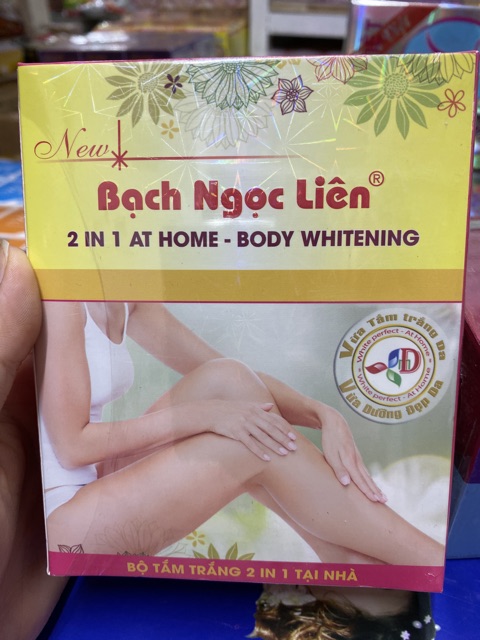 New
Bạch Ngọc Liên®
2 IN 1 AT HOME - BODY WHITENING
Vừa Tắm trắng Da
White perfect - At Home
White perfect - At Home
Vừa Dưỡng Đẹp Da
BỘ TẮM TRẮNG 2 IN 1 TẠI NHÀ